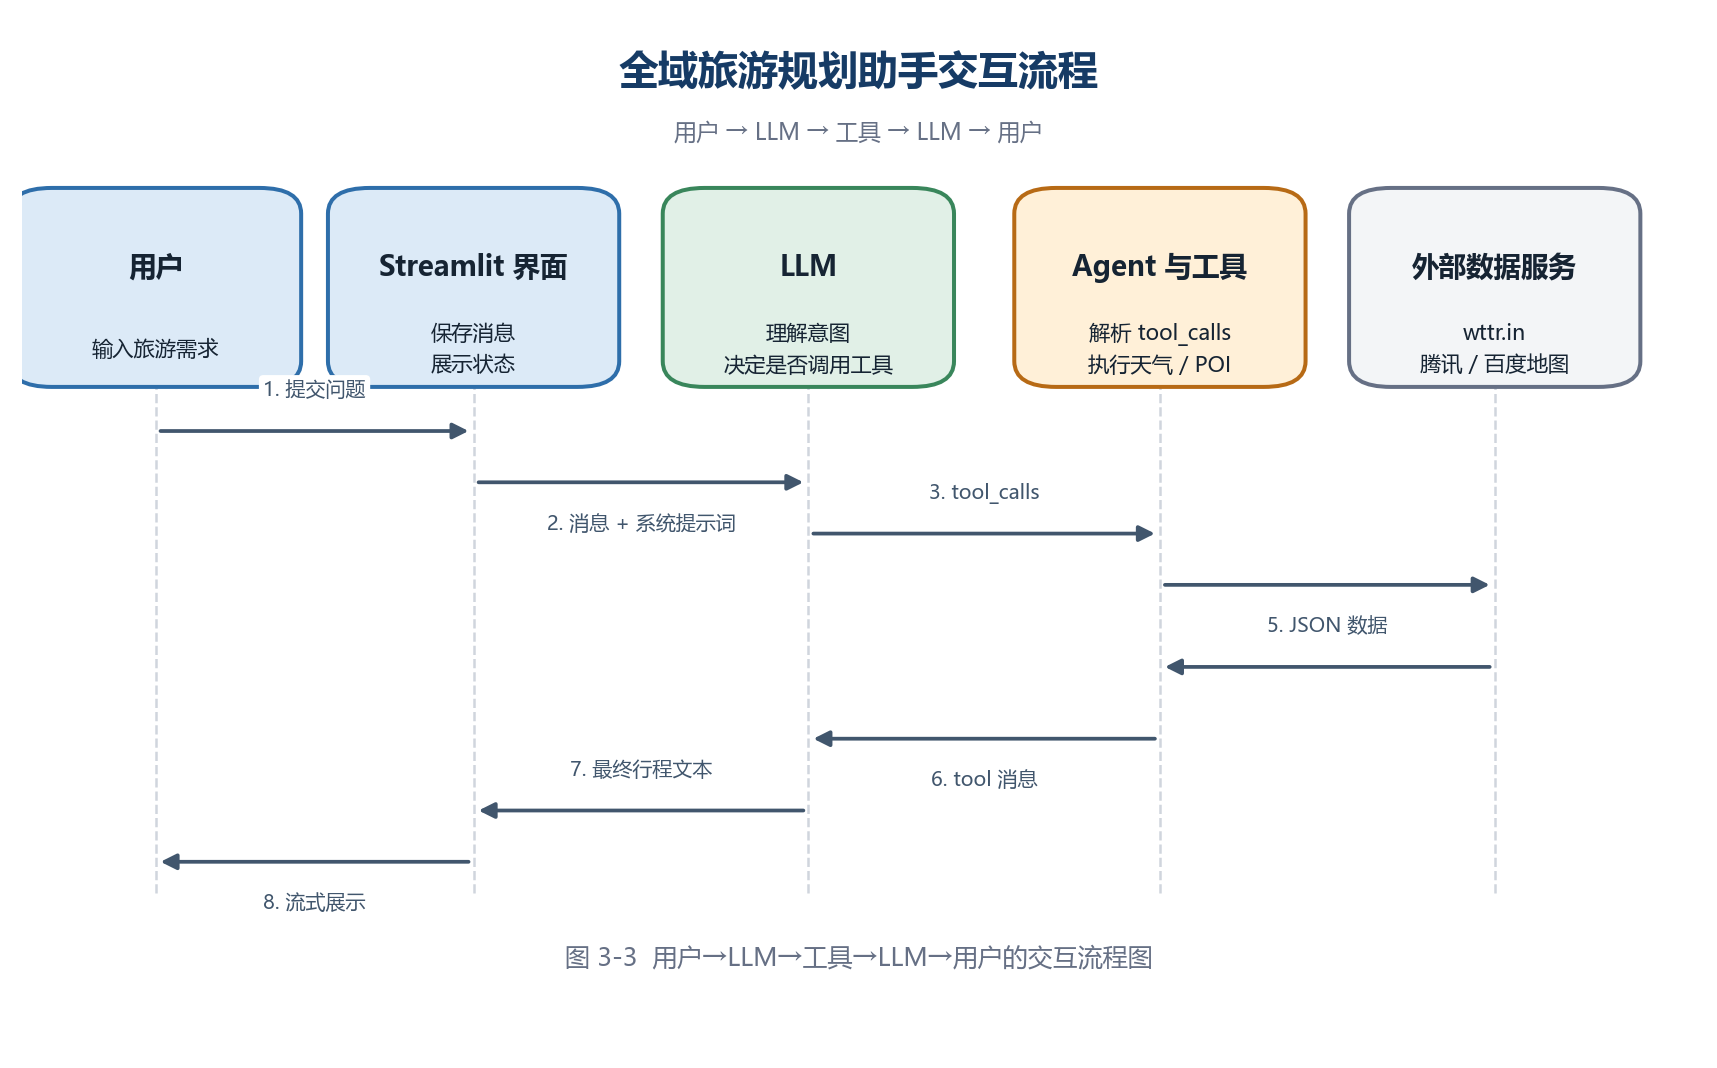 全域旅游规划助手交互流程
用户 → LLM → 工具 → LLM → 用户
用户
输入旅游需求
Streamlit 界面
保存消息
展示状态
LLM
理解意图
决定是否调用工具
Agent 与工具
解析 tool_calls
执行天气 / POI
外部数据服务
wttr.in
腾讯 / 百度地图
1. 提交问题
2. 消息 + 系统提示词
3. tool_calls
5. JSON 数据
6. tool 消息
7. 最终行程文本
8. 流式展示
图 3-3 用户→LLM→工具→LLM→用户的交互流程图